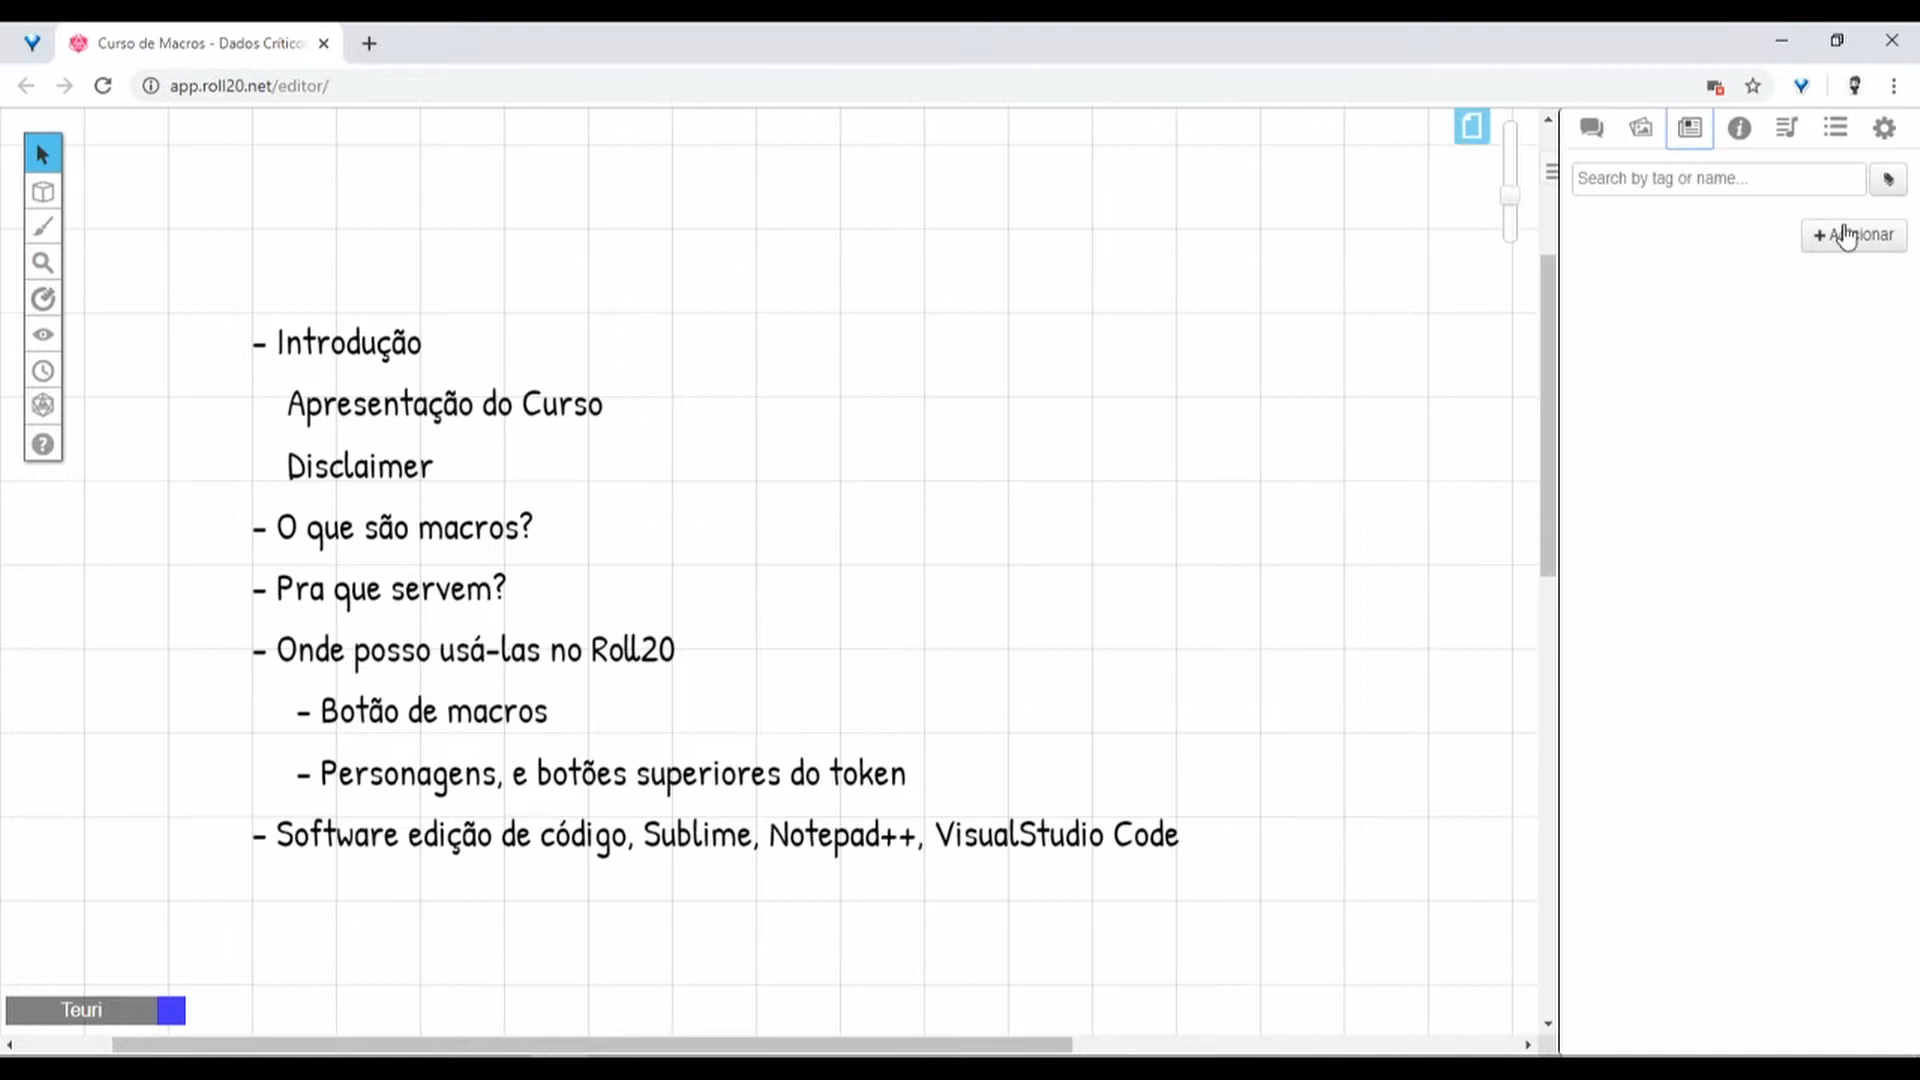 Curso de Macros - Dados Crítico
app.roll20.net/editor/
Search by tag or name...
+ Adicionar
- Introdução
Apresentação do Curso
Disclaimer
- O que são macros?
- Pra que servem?
- Onde posso usá-las no Roll20
- Botão de macros
- Personagens, e botões superiores do token
- Software edição de código, Sublime, Notepad++, VisualStudio Code
Teuri